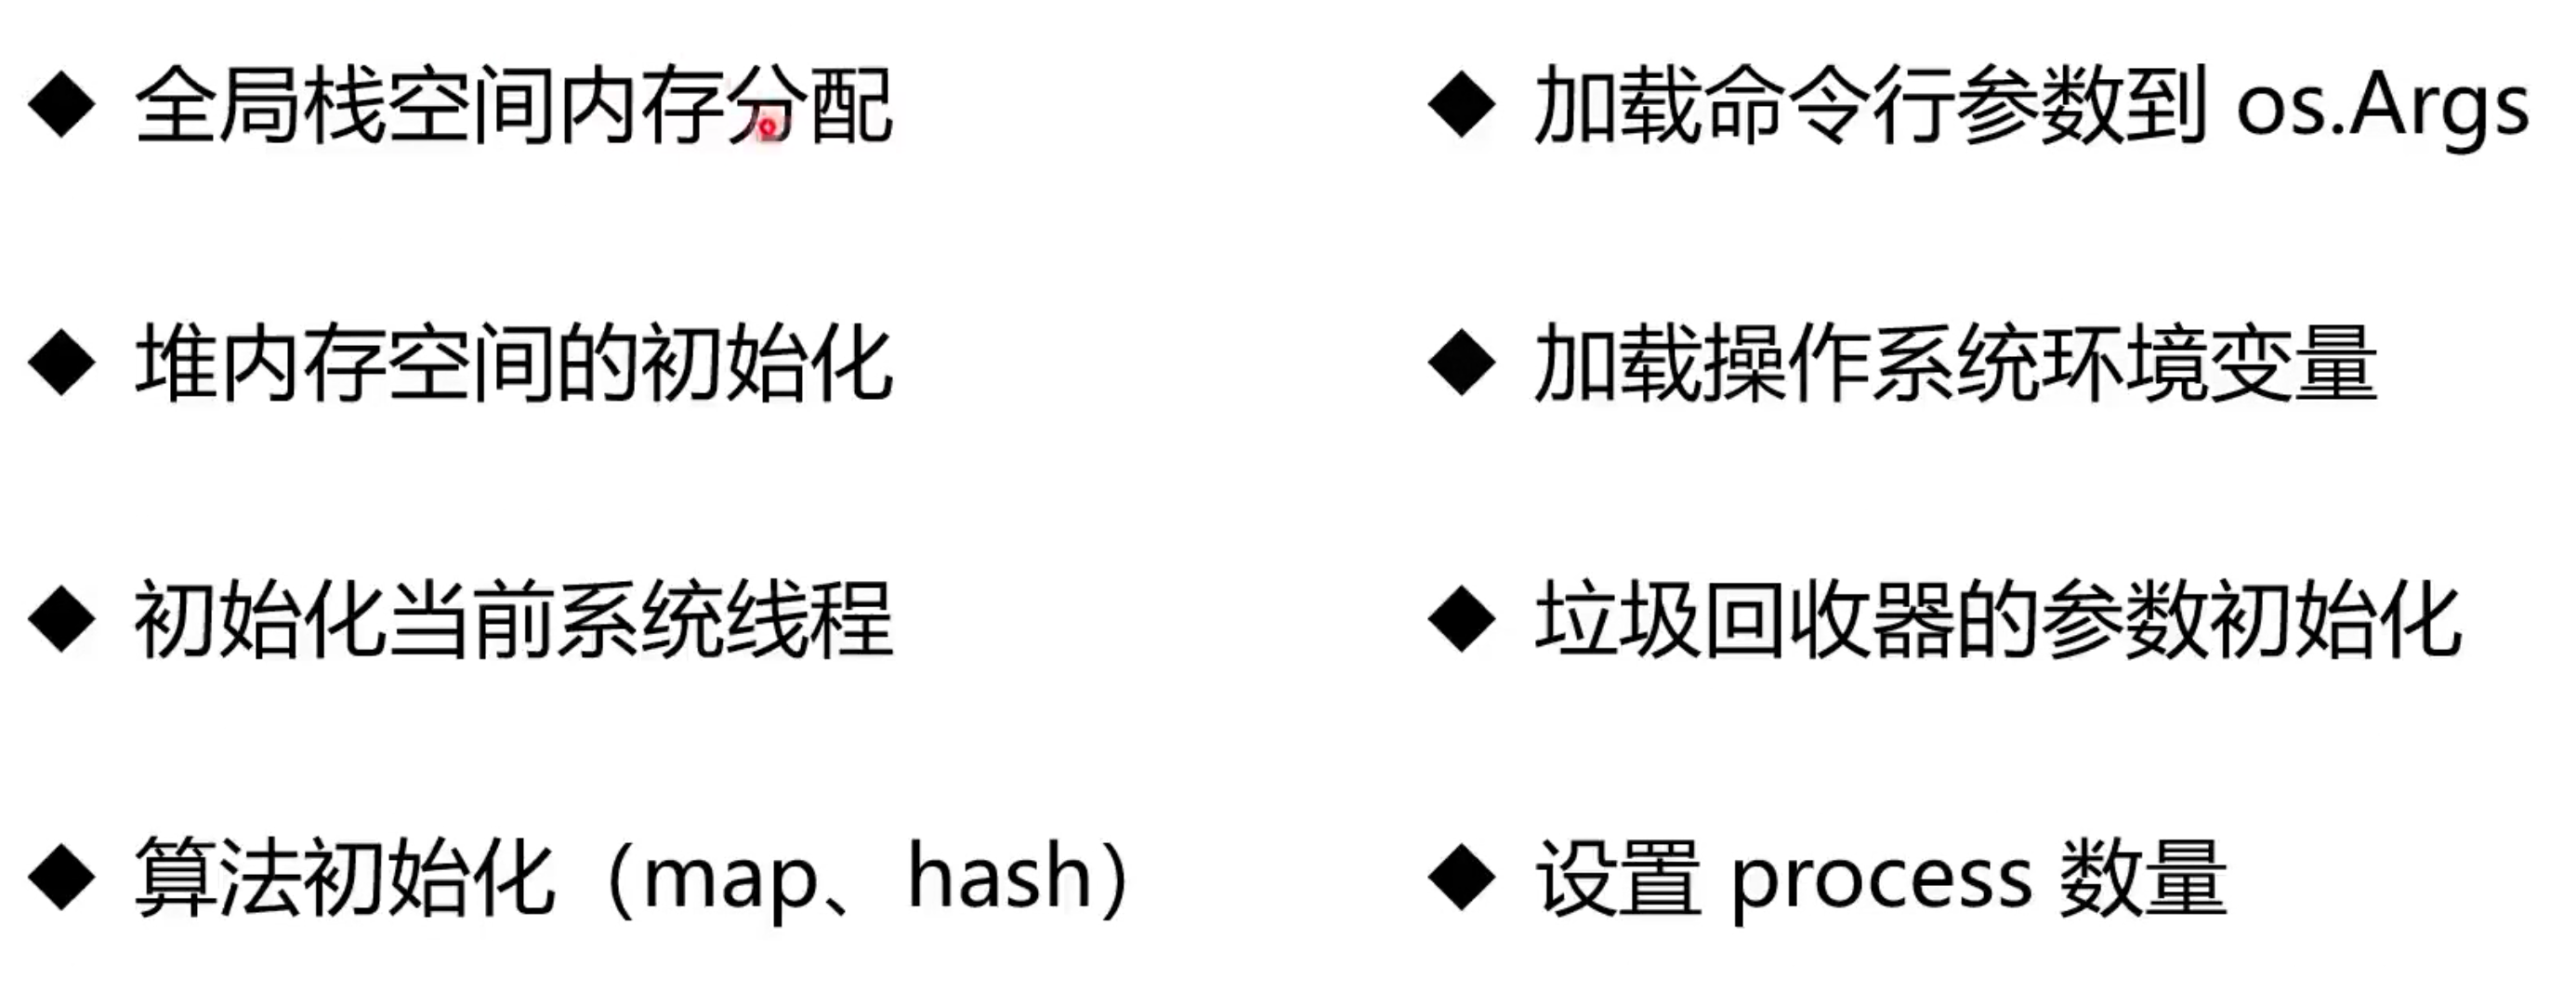 ◆ 全局栈空间内存分配
◆ 堆内存空间的初始化
◆ 初始化当前系统线程
◆ 算法初始化（map、hash）
◆ 加载命令行参数到 os.Args
◆ 加载操作系统环境变量
◆ 垃圾回收器的参数初始化
◆ 设置 process 数量